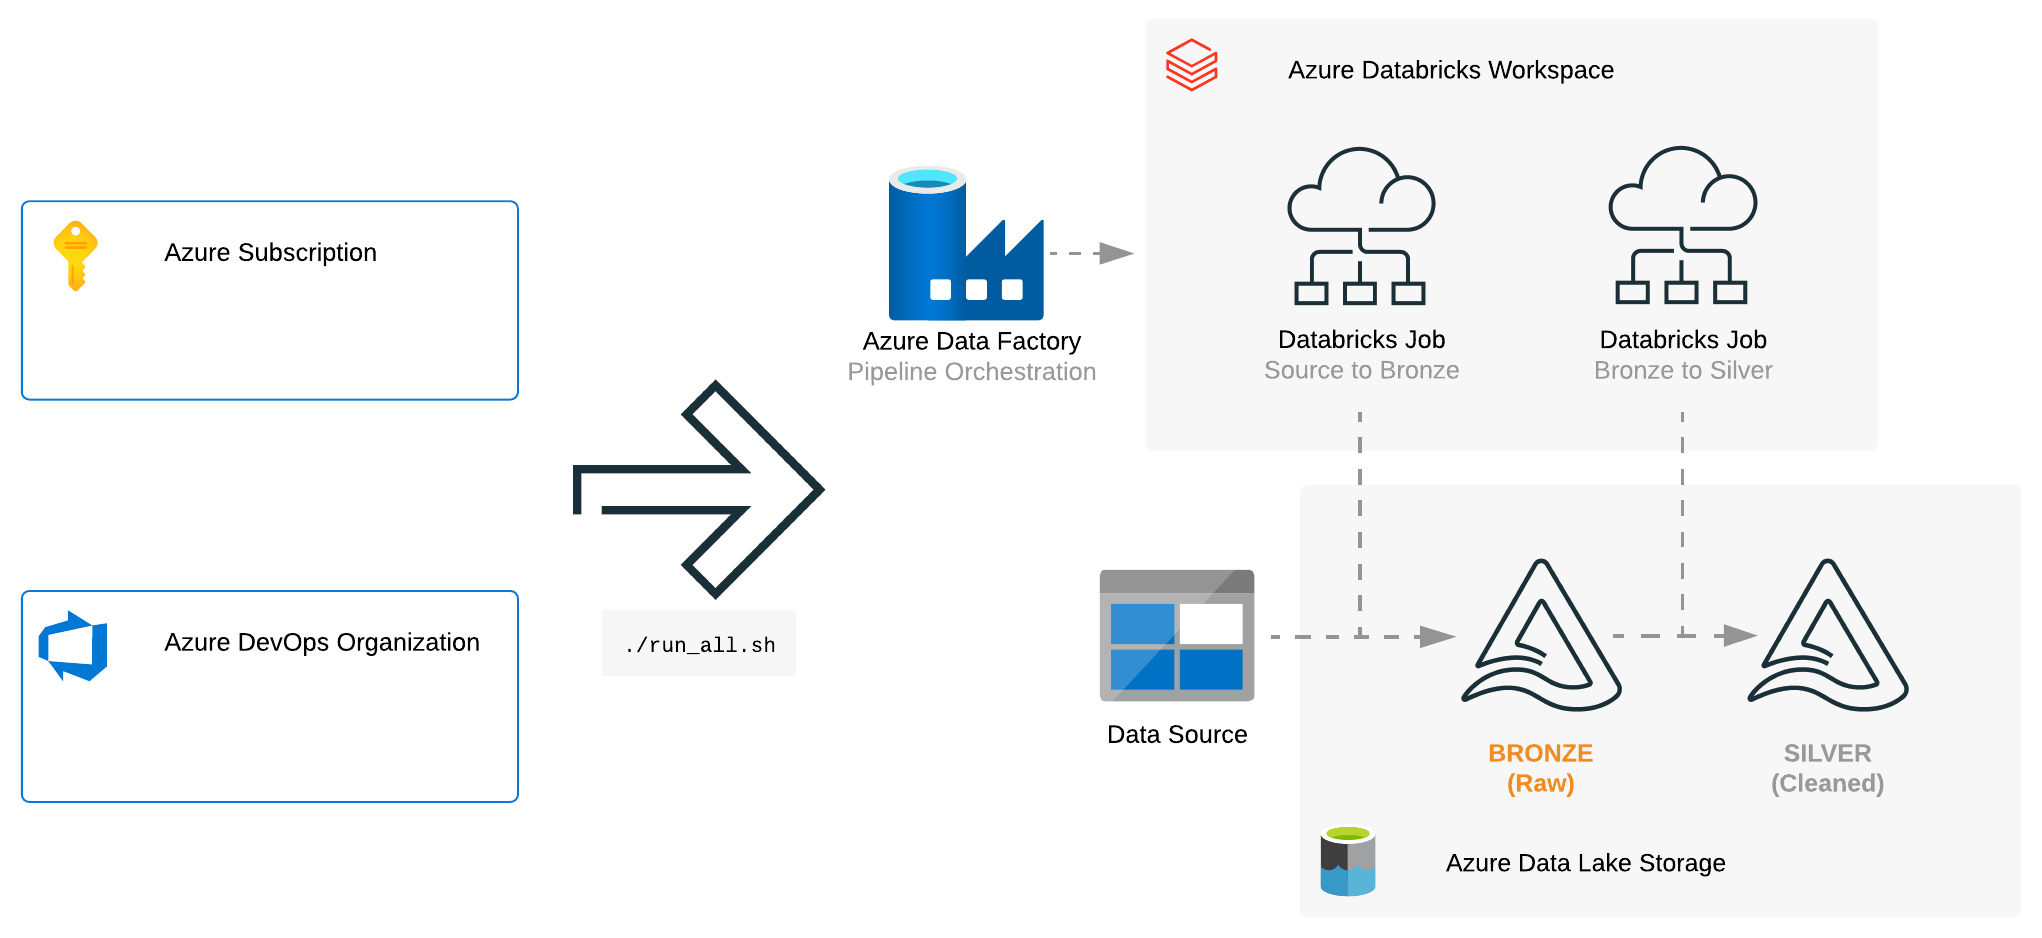 Azure Subscription
Azure DevOps Organization
./run_all.sh
Azure Data Factory
Pipeline Orchestration
Azure Databricks Workspace
Databricks Job
Source to Bronze
Databricks Job
Bronze to Silver
Data Source
BRONZE
(Raw)
SILVER
(Cleaned)
Azure Data Lake Storage